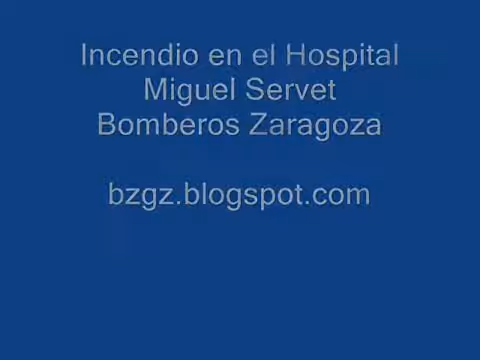 Incendio en el Hospital
Miguel Servet
Bomberos Zaragoza
bzgz.blogspot.com